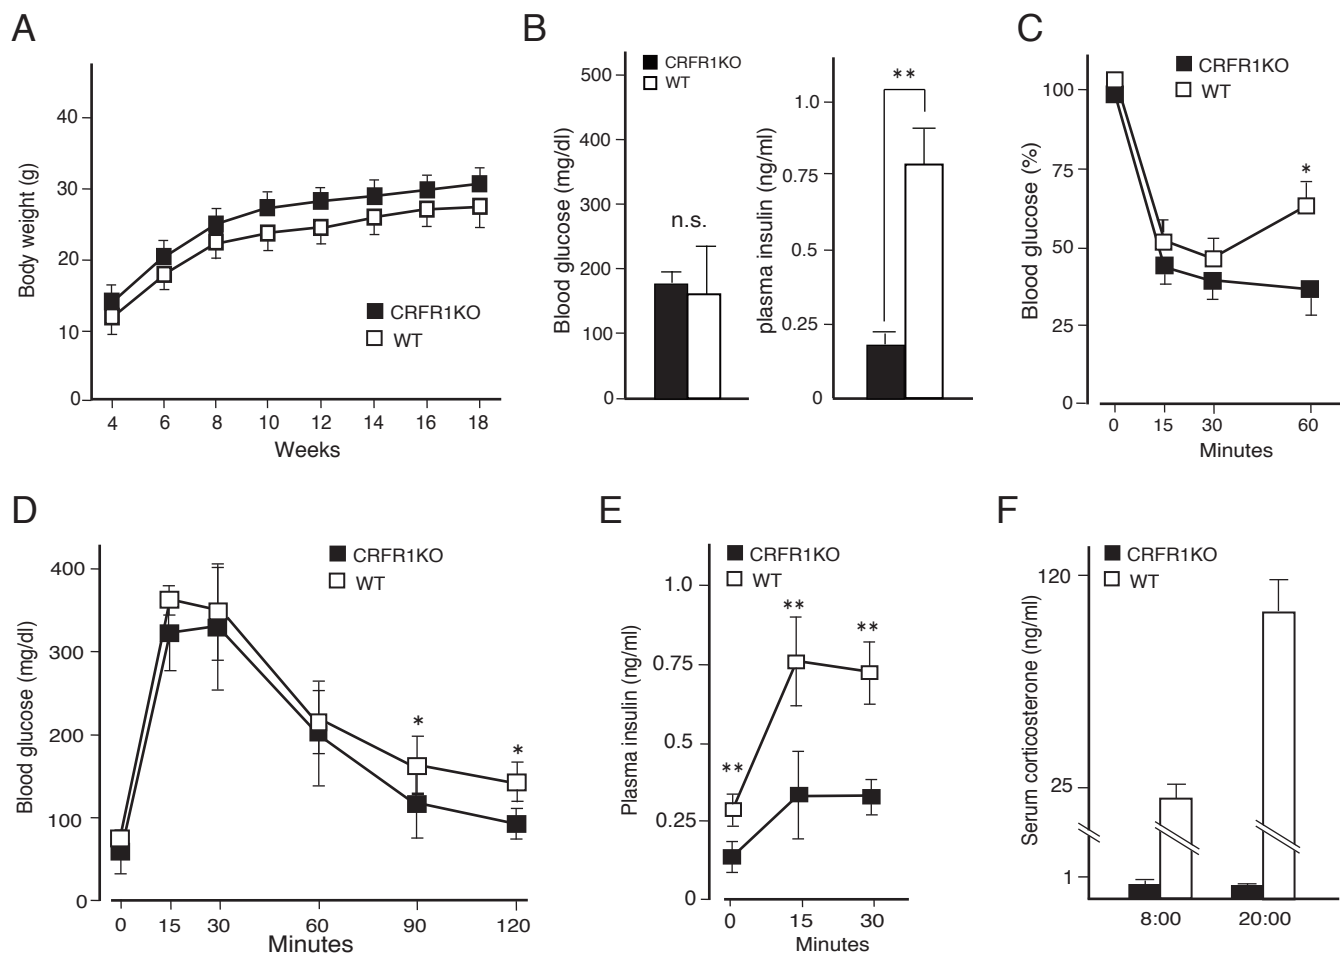 A
Body weight (g)
40
30
20
10
0
4 6 8 10 12 14 16 18
Weeks
CRFR1KO
WT
B
Blood glucose (mg/dl)
500
400
300
200
100
0
CRFR1KO
WT
n.s.
plasma insulin (ng/ml)
1.0
0.75
0.5
0.25
0
**
C
Blood glucose (%)
100
75
50
25
0
0 15 30 60
Minutes
CRFR1KO
WT
*
D
Blood glucose (mg/dl)
400
300
200
100
0
0 15 30 60 90 120
Minutes
CRFR1KO
WT
*
*
E
Plasma insulin (ng/ml)
1.0
0.75
0.5
0.25
0
0 15 30
Minutes
CRFR1KO
WT
**
**
**
F
Serum corticosterone (ng/ml)
120
25
1
8:00 20:00
CRFR1KO
WT